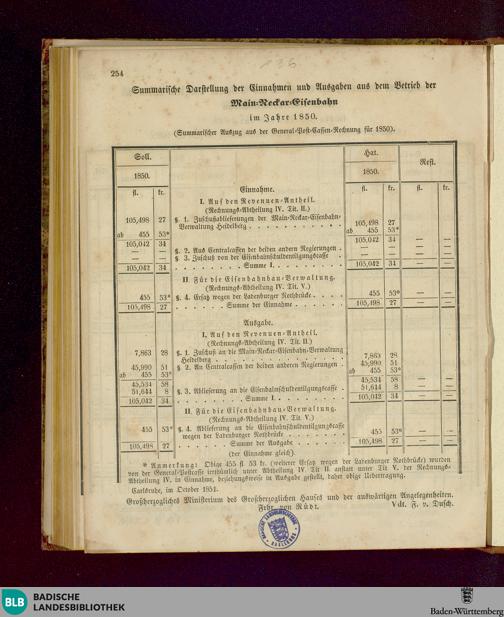 254
Summarische Darstellung der Einnahmen und Ausgaben aus dem Betrieb der
Main-Neckar-Eisenbahn
im Jahre 1850.
(Summarischer Auszug aus der General-Post-Cassen-Rechnung für 1850).
Soll. Hat. Rest.
1850. 1850.
fl. kr. Einnahme. fl. kr. fl. kr.
I. Auf den Revenuen-Antheil.
(Rechnungs-Abtheilung IV. Tit. II.)
105,498 27 § 1. Zuschußablieferungen der Main-Neckar-Eisenbahn-
Verwaltung Heidelberg 105,498 27
ab 455 53* ab 455 53*
105,042 34 105,042 34 — —
— — § 2. Aus Centralcassen der beiden andern Regierungen — — — —
— — § 3. Zuschuß von der Eisenbahnschuldentilgungskasse — — — —
105,042 34 Summe I. 105,042 34 — —
II. Für die Eisenbahnbau-Verwaltung.
(Rechnungs-Abtheilung IV. Tit. V.)
455 53* § 4. Ersatz wegen der Ladenburger Nothbrücke 455 53* — —
105,498 27 Summe der Einnahme 105,498 27 — —
Ausgabe.
I. Auf den Revenuen-Antheil.
(Rechnungs-Abtheilung IV. Tit. II.)
7,863 28 § 1. Zuschuß an die Main-Neckar-Eisenbahn-Verwaltung
Heidelberg 7,863 28
45,990 51 § 2. An Centralcassen der beiden andern Regierungen 45,990 51
ab 455 53* ab 455 53*
45,534 58 45,534 58 — —
51,644 8 § 3. Ablieferung an die Eisenbahnschuldentilgungskasse 51,644 8 — —
105,042 34 Summe I. 105,042 34 — —
II. Für die Eisenbahnbau-Verwaltung.
(Rechnungs-Abtheilung IV. Tit. V.)
455 53* § 4. Ablieferung an die Eisenbahnschuldentilgungskasse
wegen der Ladenburger Nothbrücke 455 53* — —
105,498 27 Summe der Ausgabe 105,498 27 — —
(der Einnahme gleich)
* Anmerkung: Obige 455 fl. 53 kr. (weiterer Ersatz wegen der Ladenburger Nothbrücke) wurden
von der General-Postcasse irrthümlich unter Abtheilung IV. Tit. II. anstatt unter Tit. V. der Rechnungs-
Abtheilung IV. in Einnahme, beziehungsweise in Ausgabe gestellt, daher obige Uebertragung.
Carlsruhe, im October 1851.
Großherzogliches Ministerium des Großherzoglichen Hauses und der auswärtigen Angelegenheiten.
Frhr. von Rüdt. Vdt. F. v. Dusch.
BLB BADISCHE
LANDESBIBLIOTHEK
Baden-Württemberg